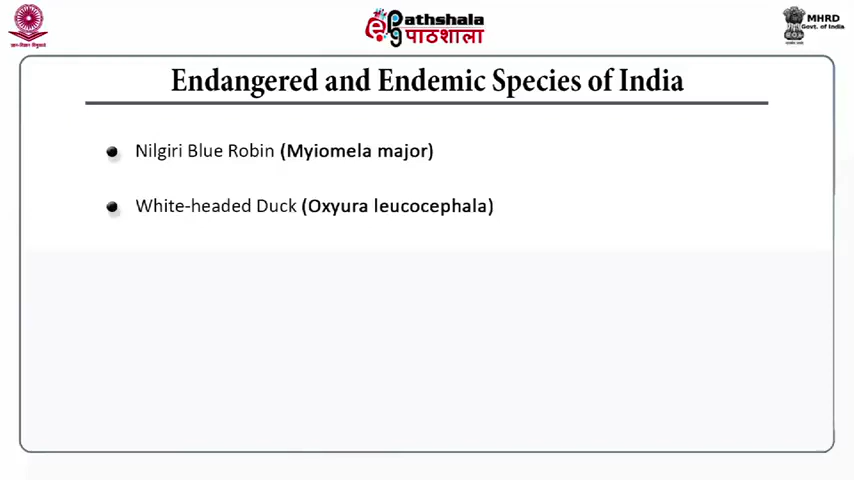 ePathshala
पाठशाला
MHRD
Govt. of India
Endangered and Endemic Species of India
Nilgiri Blue Robin (Myiomela major)
White-headed Duck (Oxyura leucocephala)